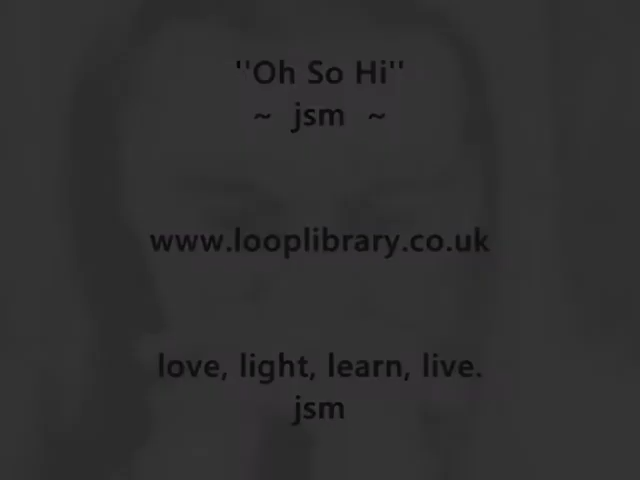 "Oh So Hi"
~ jsm ~
www.looplibrary.co.uk
love, light, learn, live.
jsm